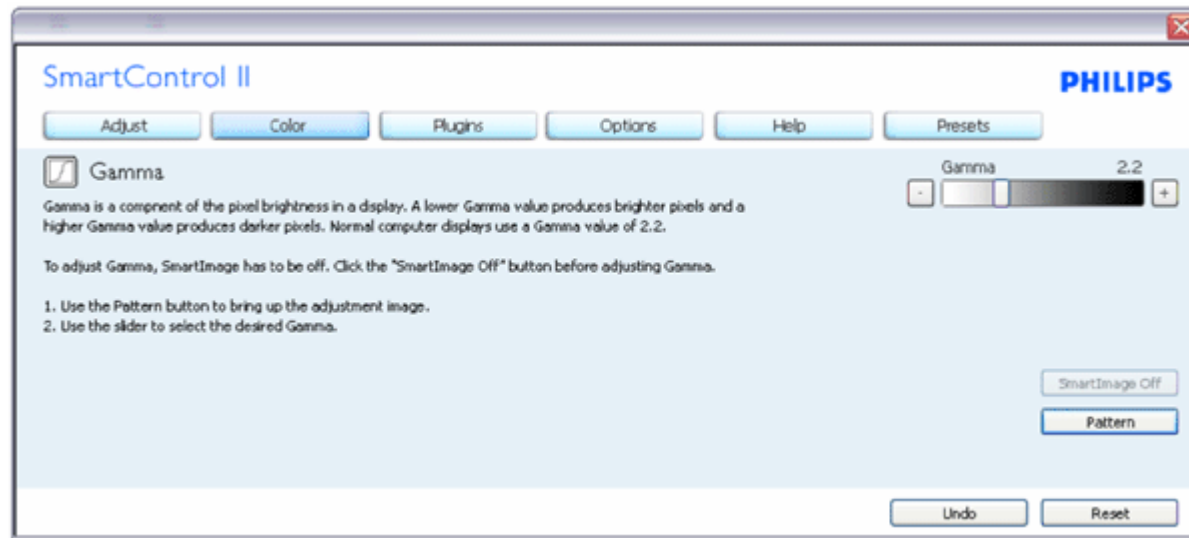 SmartControl II
PHILIPS
Adjust
Color
Plugins
Options
Help
Presets
Gamma
Gamma is a compnent of the pixel brightness in a display. A lower Gamma value produces brighter pixels and a
higher Gamma value produces darker pixels. Normal computer displays use a Gamma value of 2.2.
To adjust Gamma, SmartImage has to be off. Click the "SmartImage Off" button before adjusting Gamma.
1. Use the Pattern button to bring up the adjustment image.
2. Use the slider to select the desired Gamma.
Gamma 2.2
- +
SmartImage Off
Pattern
Undo
Reset